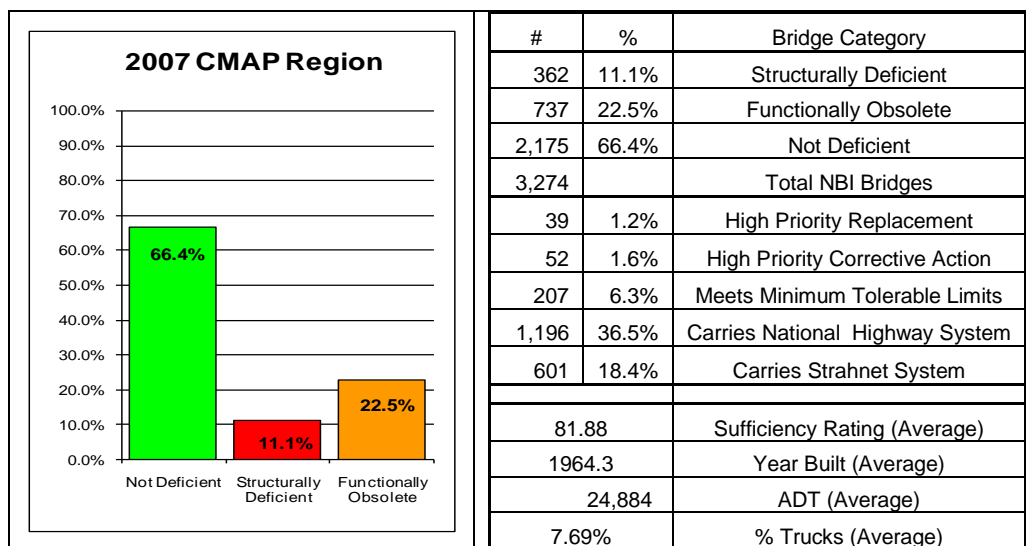 2007 CMAP Region
100.0%
90.0%
80.0%
70.0%
60.0%
50.0%
40.0%
30.0%
20.0%
10.0%
0.0%
66.4%
11.1%
22.5%
Not Deficient Structurally Deficient Functionally Obsolete
# % Bridge Category
362 11.1% Structurally Deficient
737 22.5% Functionally Obsolete
2,175 66.4% Not Deficient
3,274 Total NBI Bridges
39 1.2% High Priority Replacement
52 1.6% High Priority Corrective Action
207 6.3% Meets Minimum Tolerable Limits
1,196 36.5% Carries National Highway System
601 18.4% Carries Strahnet System
81.88 Sufficiency Rating (Average)
1964.3 Year Built (Average)
24,884 ADT (Average)
7.69% % Trucks (Average)